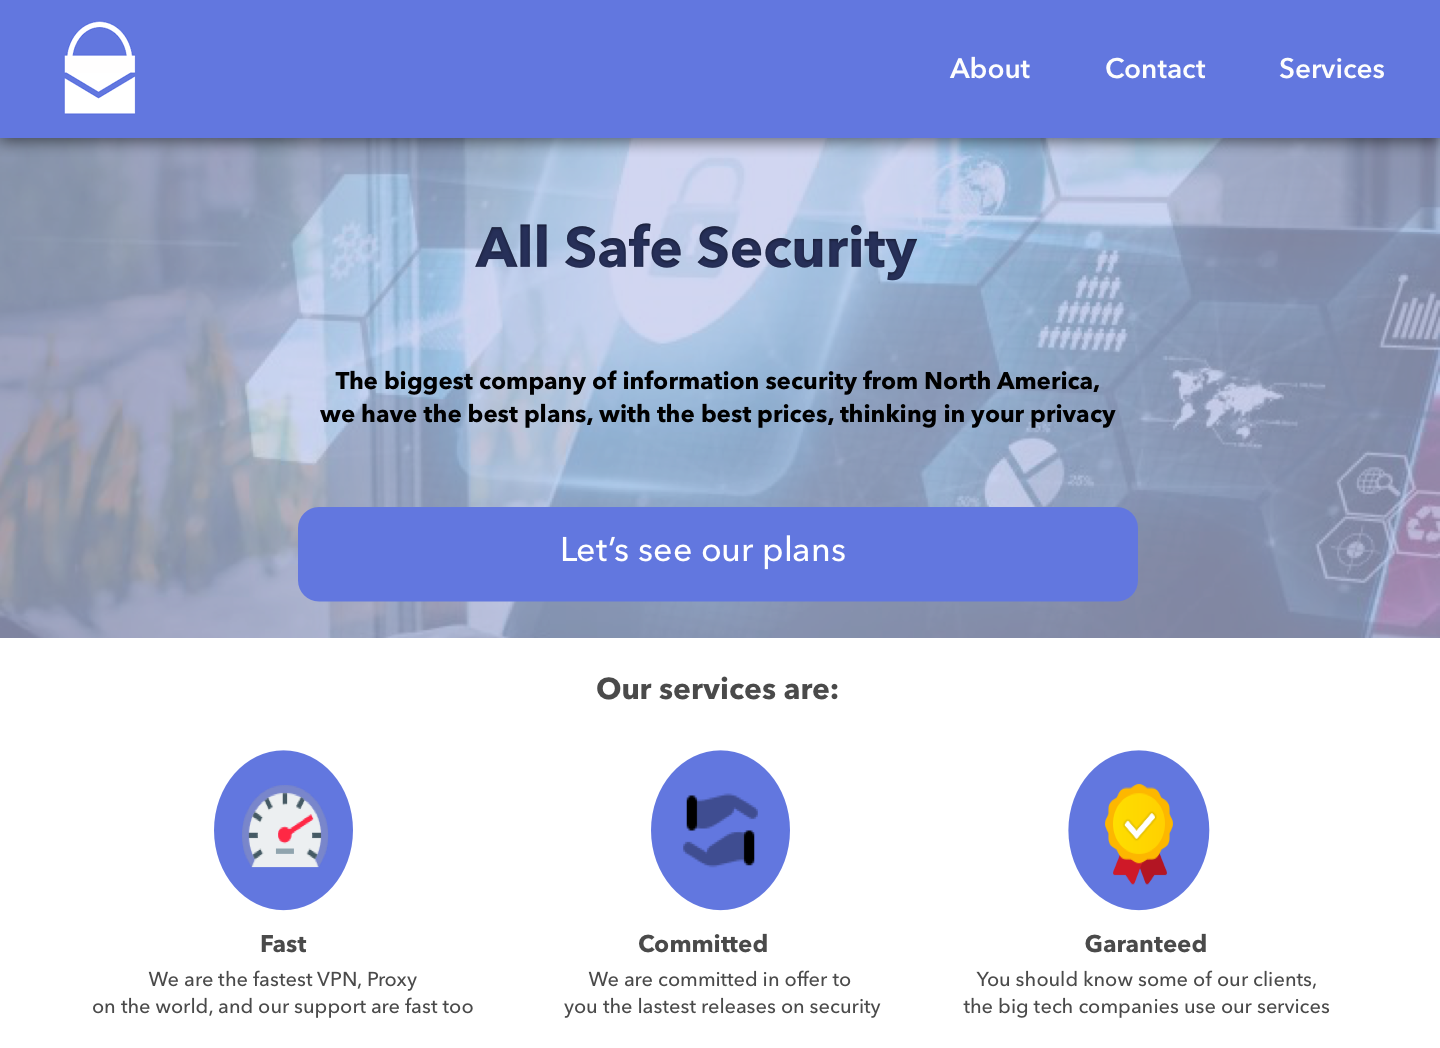 About Contact Services
All Safe Security
The biggest company of information security from North America,
we have the best plans, with the best prices, thinking in your privacy
25%
50%
Let’s see our plans
Our services are:
Fast
We are the fastest VPN, Proxy
on the world, and our support are fast too
Committed
We are committed in offer to
you the lastest releases on security
Garanteed
You should know some of our clients,
the big tech companies use our services